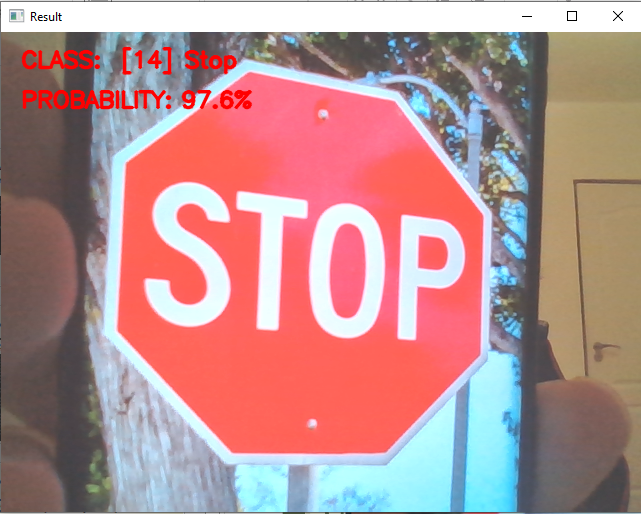 Result
CLASS: [14] Stop
PROBABILITY: 97.6%
STOP